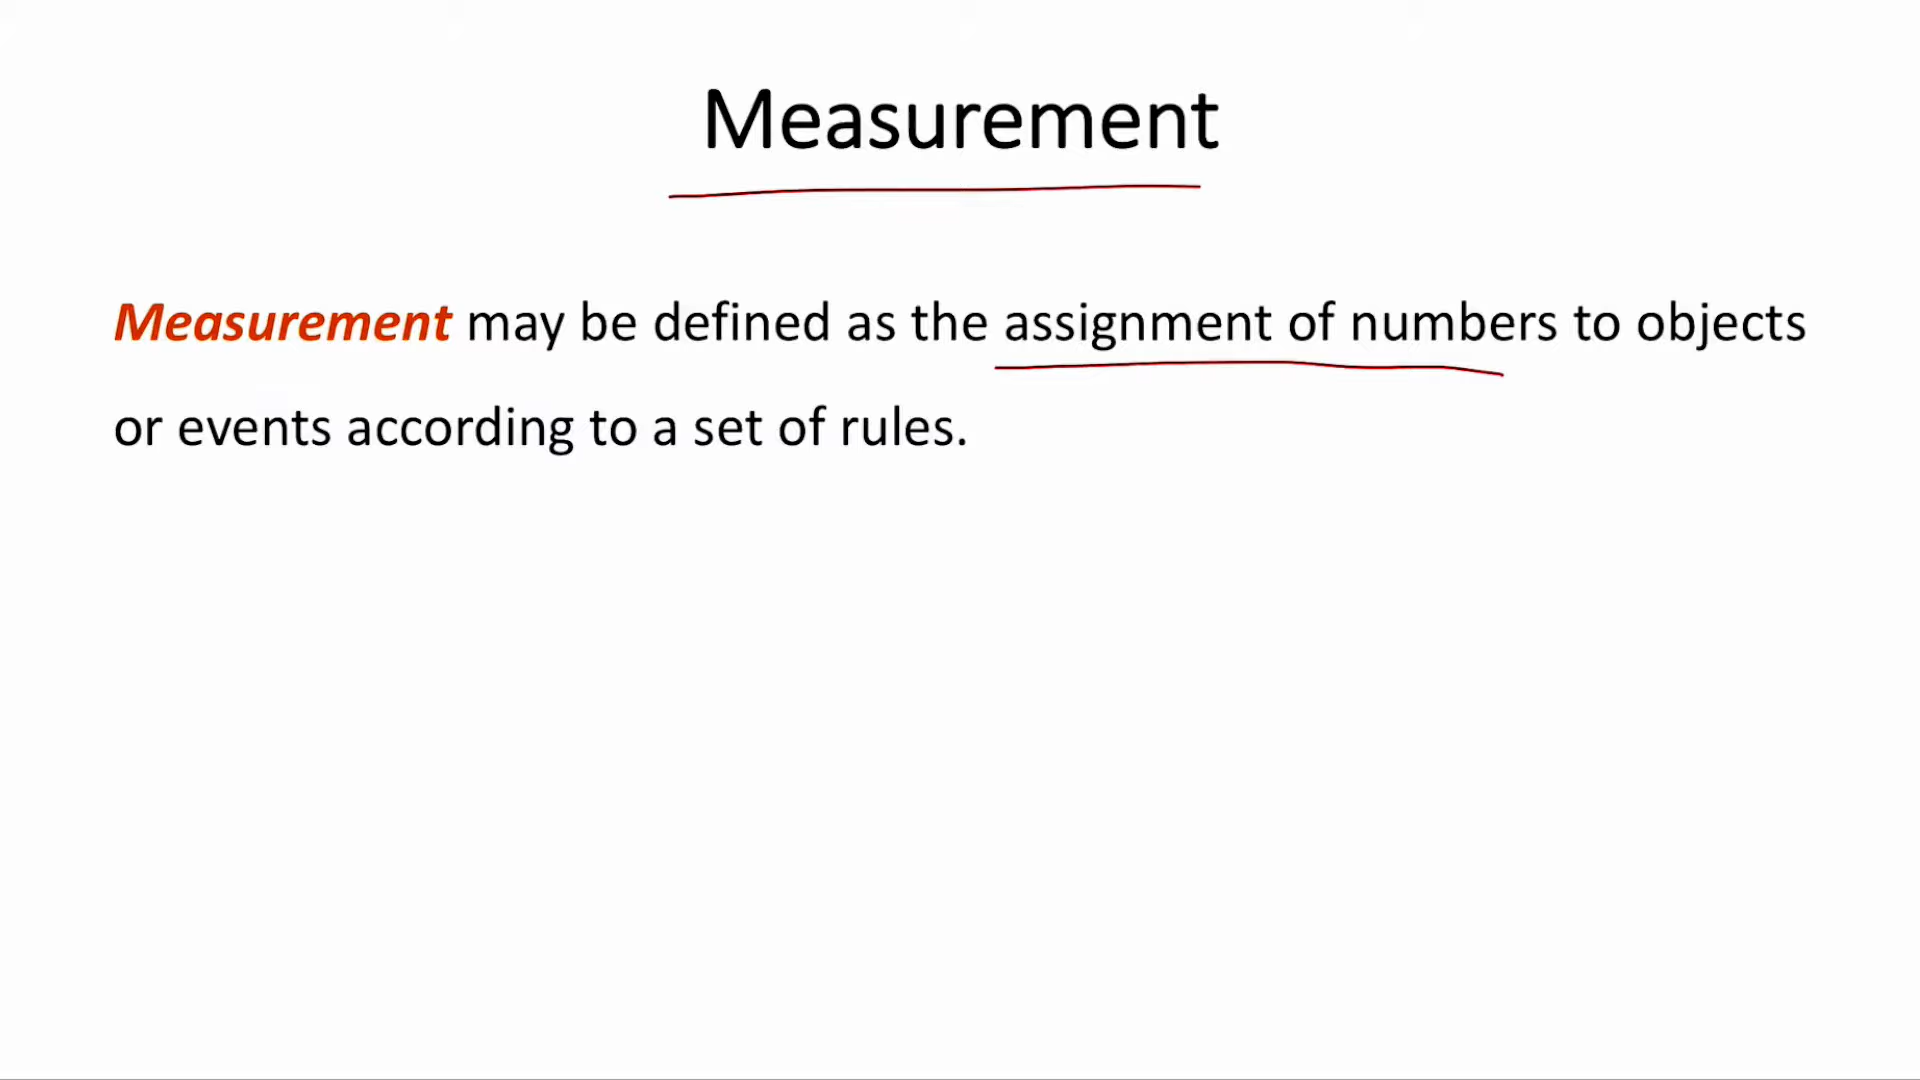 Measurement
Measurement may be defined as the assignment of numbers to objects
or events according to a set of rules.